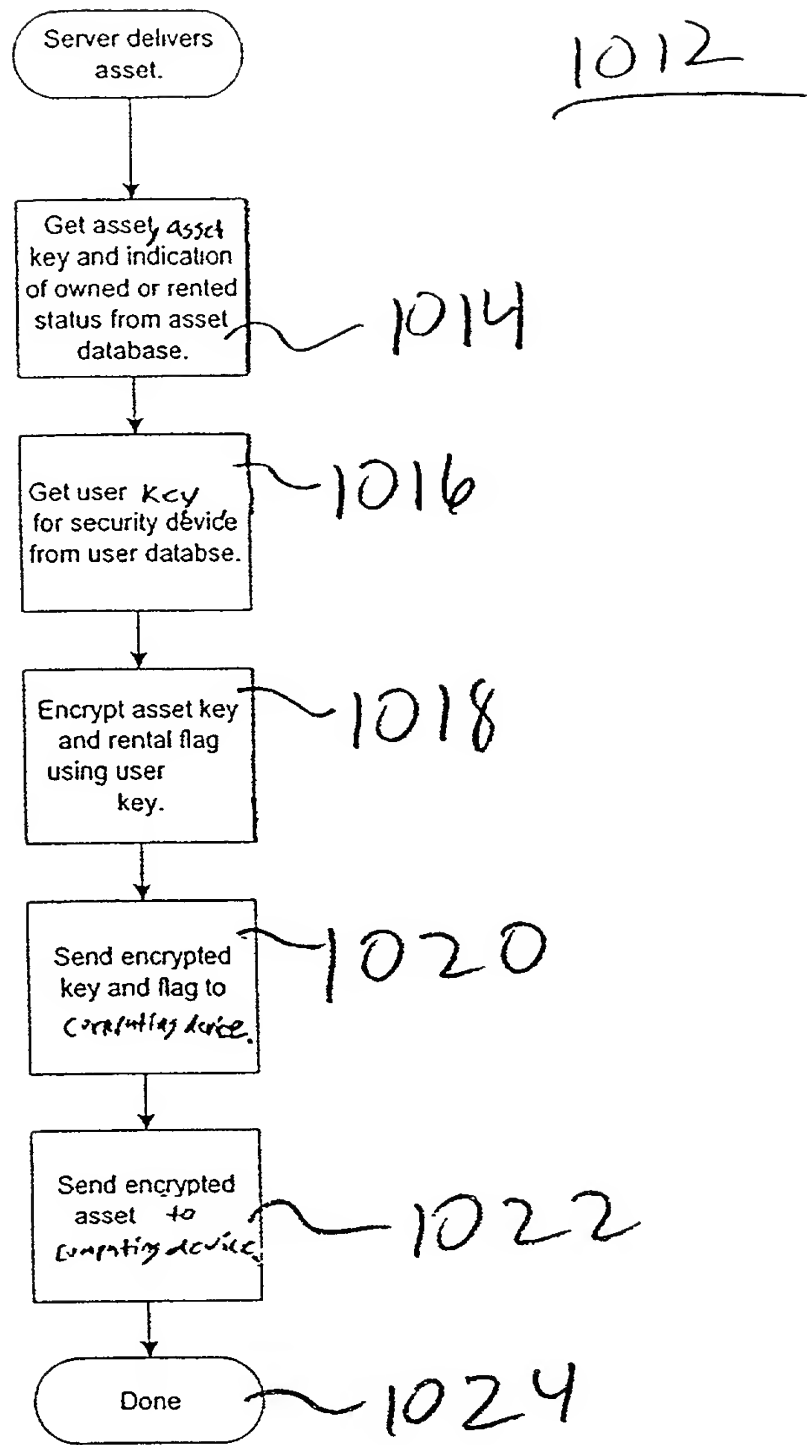 Server delivers
asset.
1012
Get asset, asset
key and indication
of owned or rented
status from asset
database.
1014
Get user key
for security device
from user databse.
1016
Encrypt asset key
and rental flag
using user
key.
1018
Send encrypted
key and flag to
computing device.
1020
Send encrypted
asset to
computing device.
1022
Done
1024